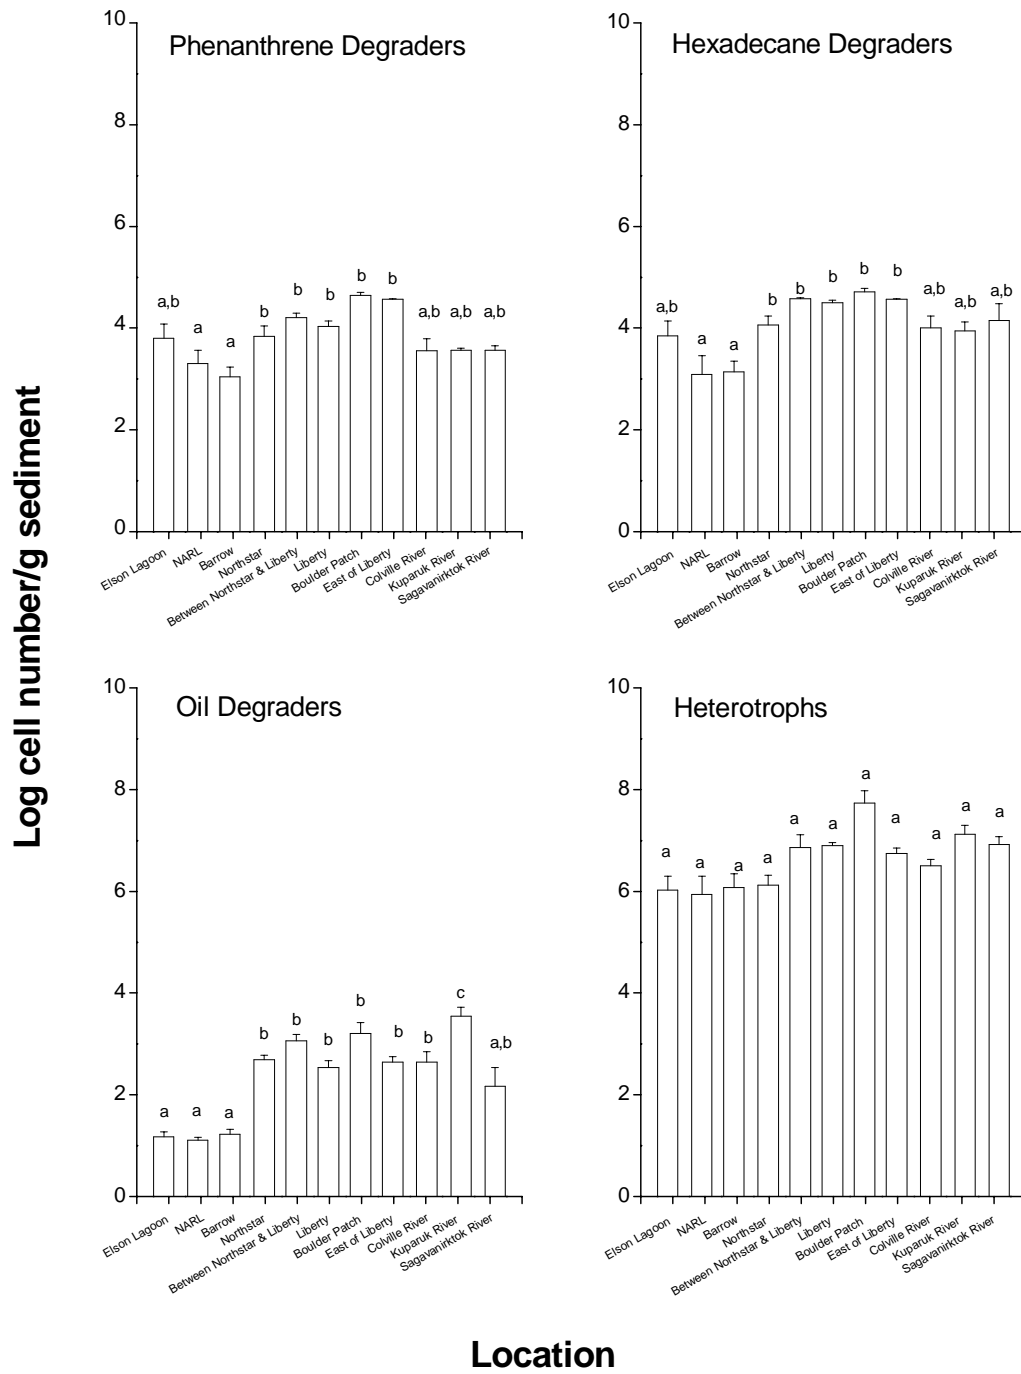 Log cell number/g sediment
Phenanthrene Degraders
10
8
6
4
2
0
a,b
a
a
b
b
b
b
b
a,b
a,b
a,b
Elson Lagoon
NARL
Barrow
Northstar
Between Northstar & Liberty
Liberty
Boulder Patch
East of Liberty
Colville River
Kuparuk River
Sagavanirktok River
Hexadecane Degraders
10
8
6
4
2
0
a,b
a
a
b
b
b
b
b
a,b
a,b
a,b
Elson Lagoon
NARL
Barrow
Northstar
Between Northstar & Liberty
Liberty
Boulder Patch
East of Liberty
Colville River
Kuparuk River
Sagavanirktok River
Oil Degraders
10
8
6
4
2
0
a
a
a
b
b
b
b
b
b
c
a,b
Elson Lagoon
NARL
Barrow
Northstar
Between Northstar & Liberty
Liberty
Boulder Patch
East of Liberty
Colville River
Kuparuk River
Sagavanirktok River
Heterotrophs
10
8
6
4
2
0
a
a
a
a
a
a
a
a
a
a
a
Elson Lagoon
NARL
Barrow
Northstar
Between Northstar & Liberty
Liberty
Boulder Patch
East of Liberty
Colville River
Kuparuk River
Sagavanirktok River
Location